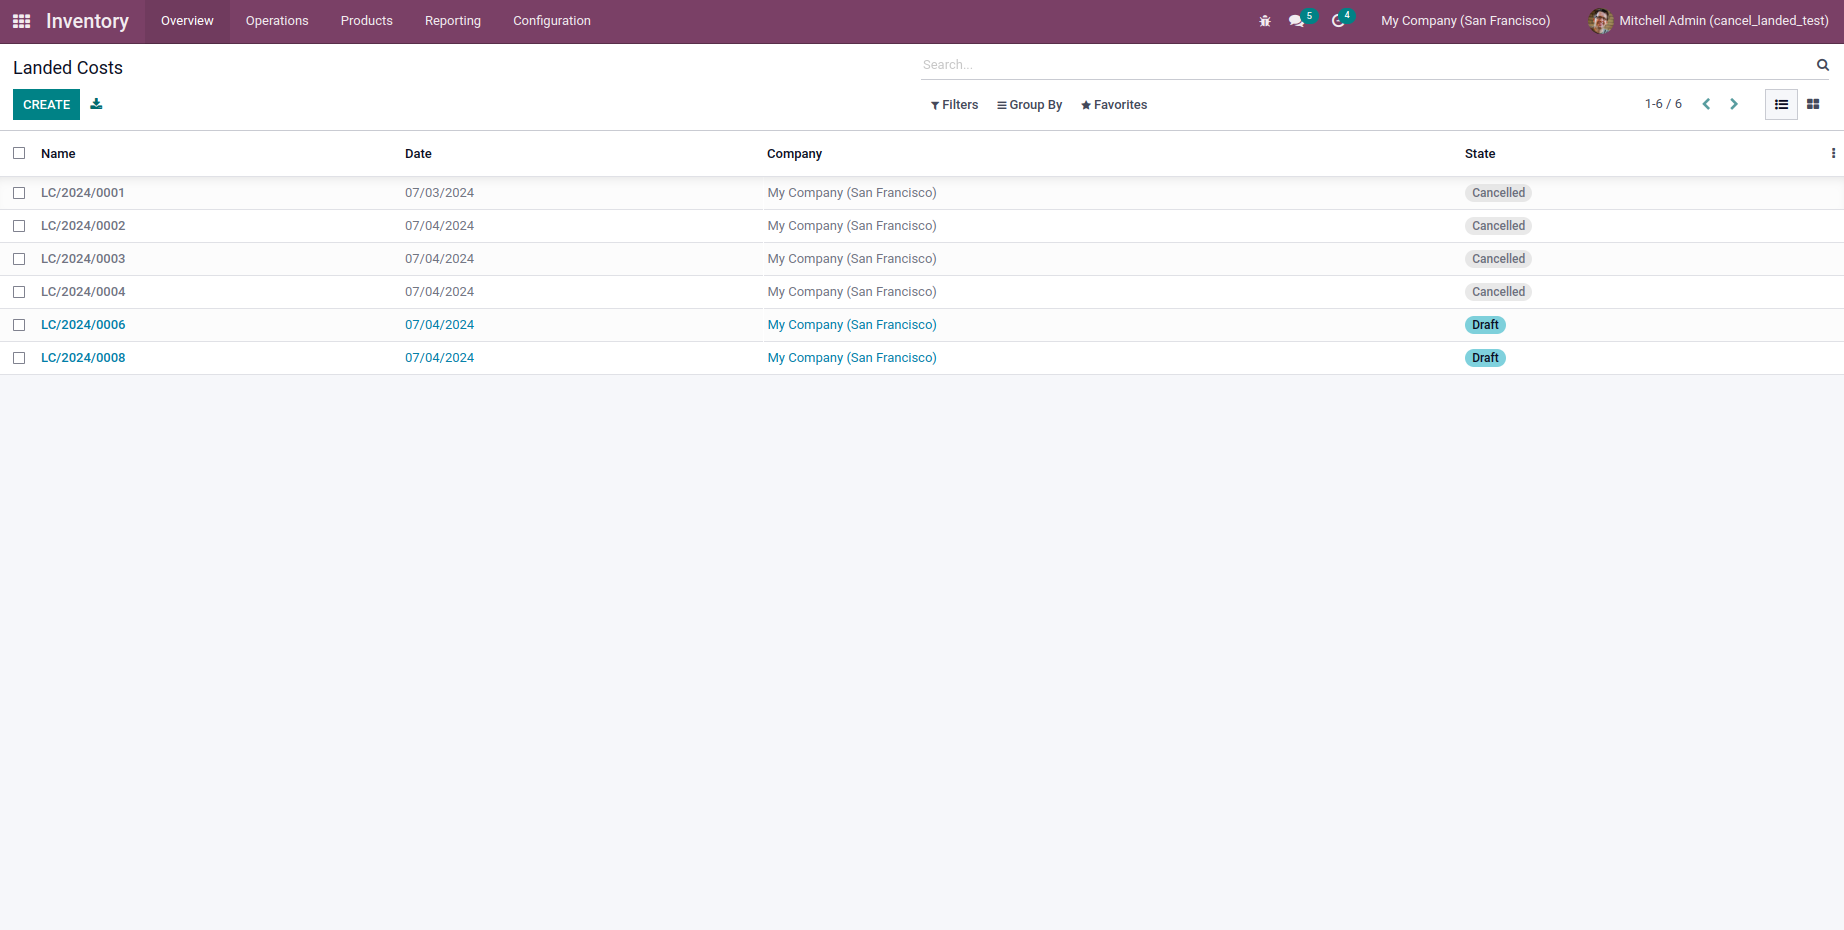 Inventory Overview Operations Products Reporting Configuration 5 4 My Company (San Francisco) Mitchell Admin (cancel_landed_test)
Landed Costs Search...
CREATE Filters Group By Favorites 1-6 / 6
Name Date Company State
LC/2024/0001 07/03/2024 My Company (San Francisco) Cancelled
LC/2024/0002 07/04/2024 My Company (San Francisco) Cancelled
LC/2024/0003 07/04/2024 My Company (San Francisco) Cancelled
LC/2024/0004 07/04/2024 My Company (San Francisco) Cancelled
LC/2024/0006 07/04/2024 My Company (San Francisco) Draft
LC/2024/0008 07/04/2024 My Company (San Francisco) Draft